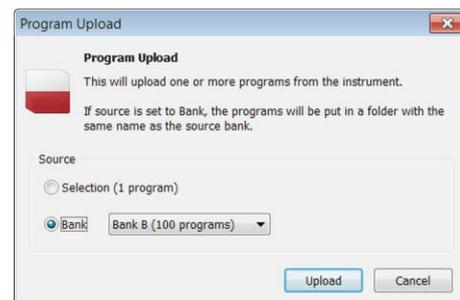 Program Upload
Program Upload
This will upload one or more programs from the instrument.
If source is set to Bank, the programs will be put in a folder with the
same name as the source bank.
Source
Selection (1 program)
Bank
Bank B (100 programs)
Upload
Cancel